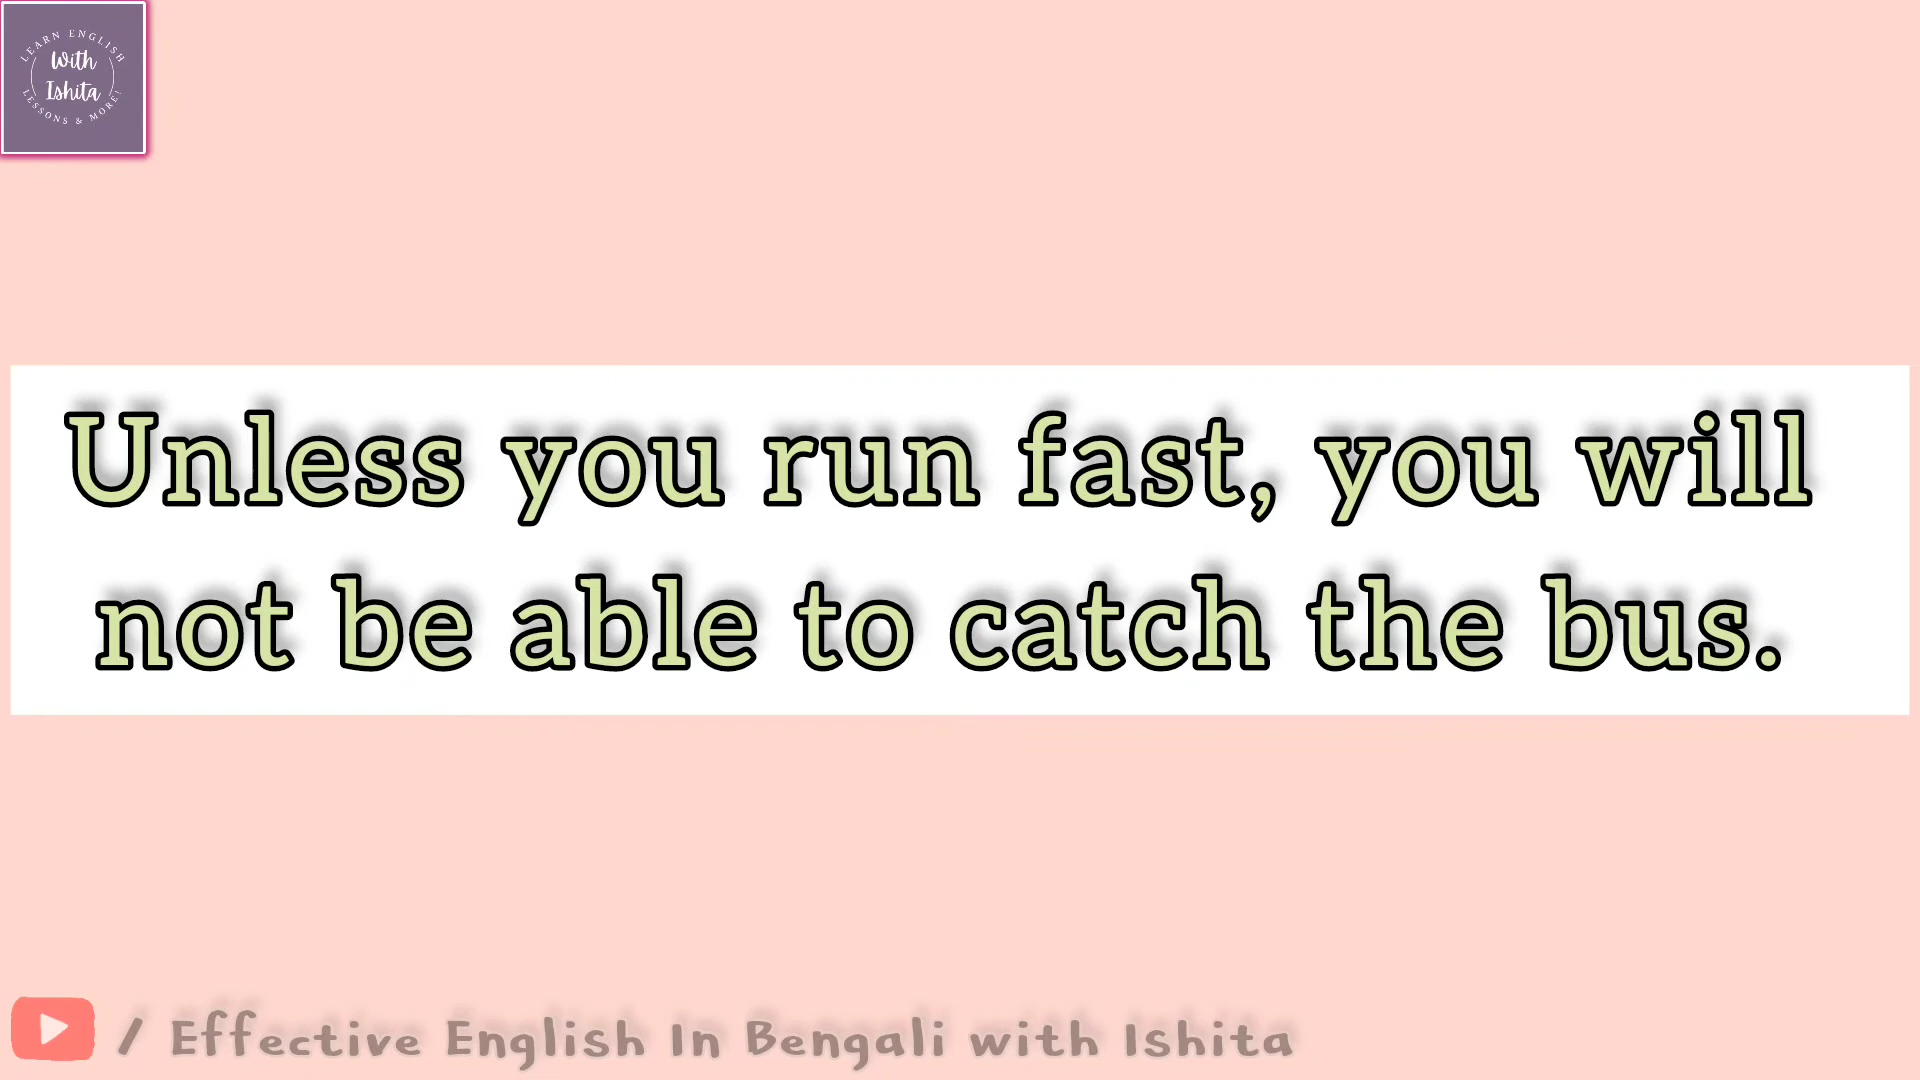 LEARN ENGLISH
With
Ishita
LESSONS & MORE!
Unless you run fast, you will
not be able to catch the bus.
/ Effective English In Bengali with Ishita